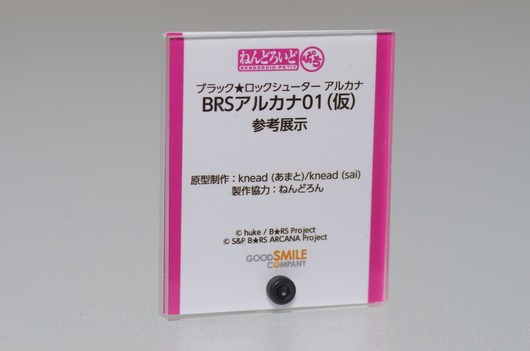 ねんどろいど ぷち
NENDOROID PETIT
ブラック★ロックシューター アルカナ
BRSアルカナ01(仮)
参考展示
原型制作:knead (あまと)/knead (sai)
製作協力:ねんどろん
© huke / B★RS Project
© S&P B★RS ARCANA Project
GOOD SMILE
COMPANY